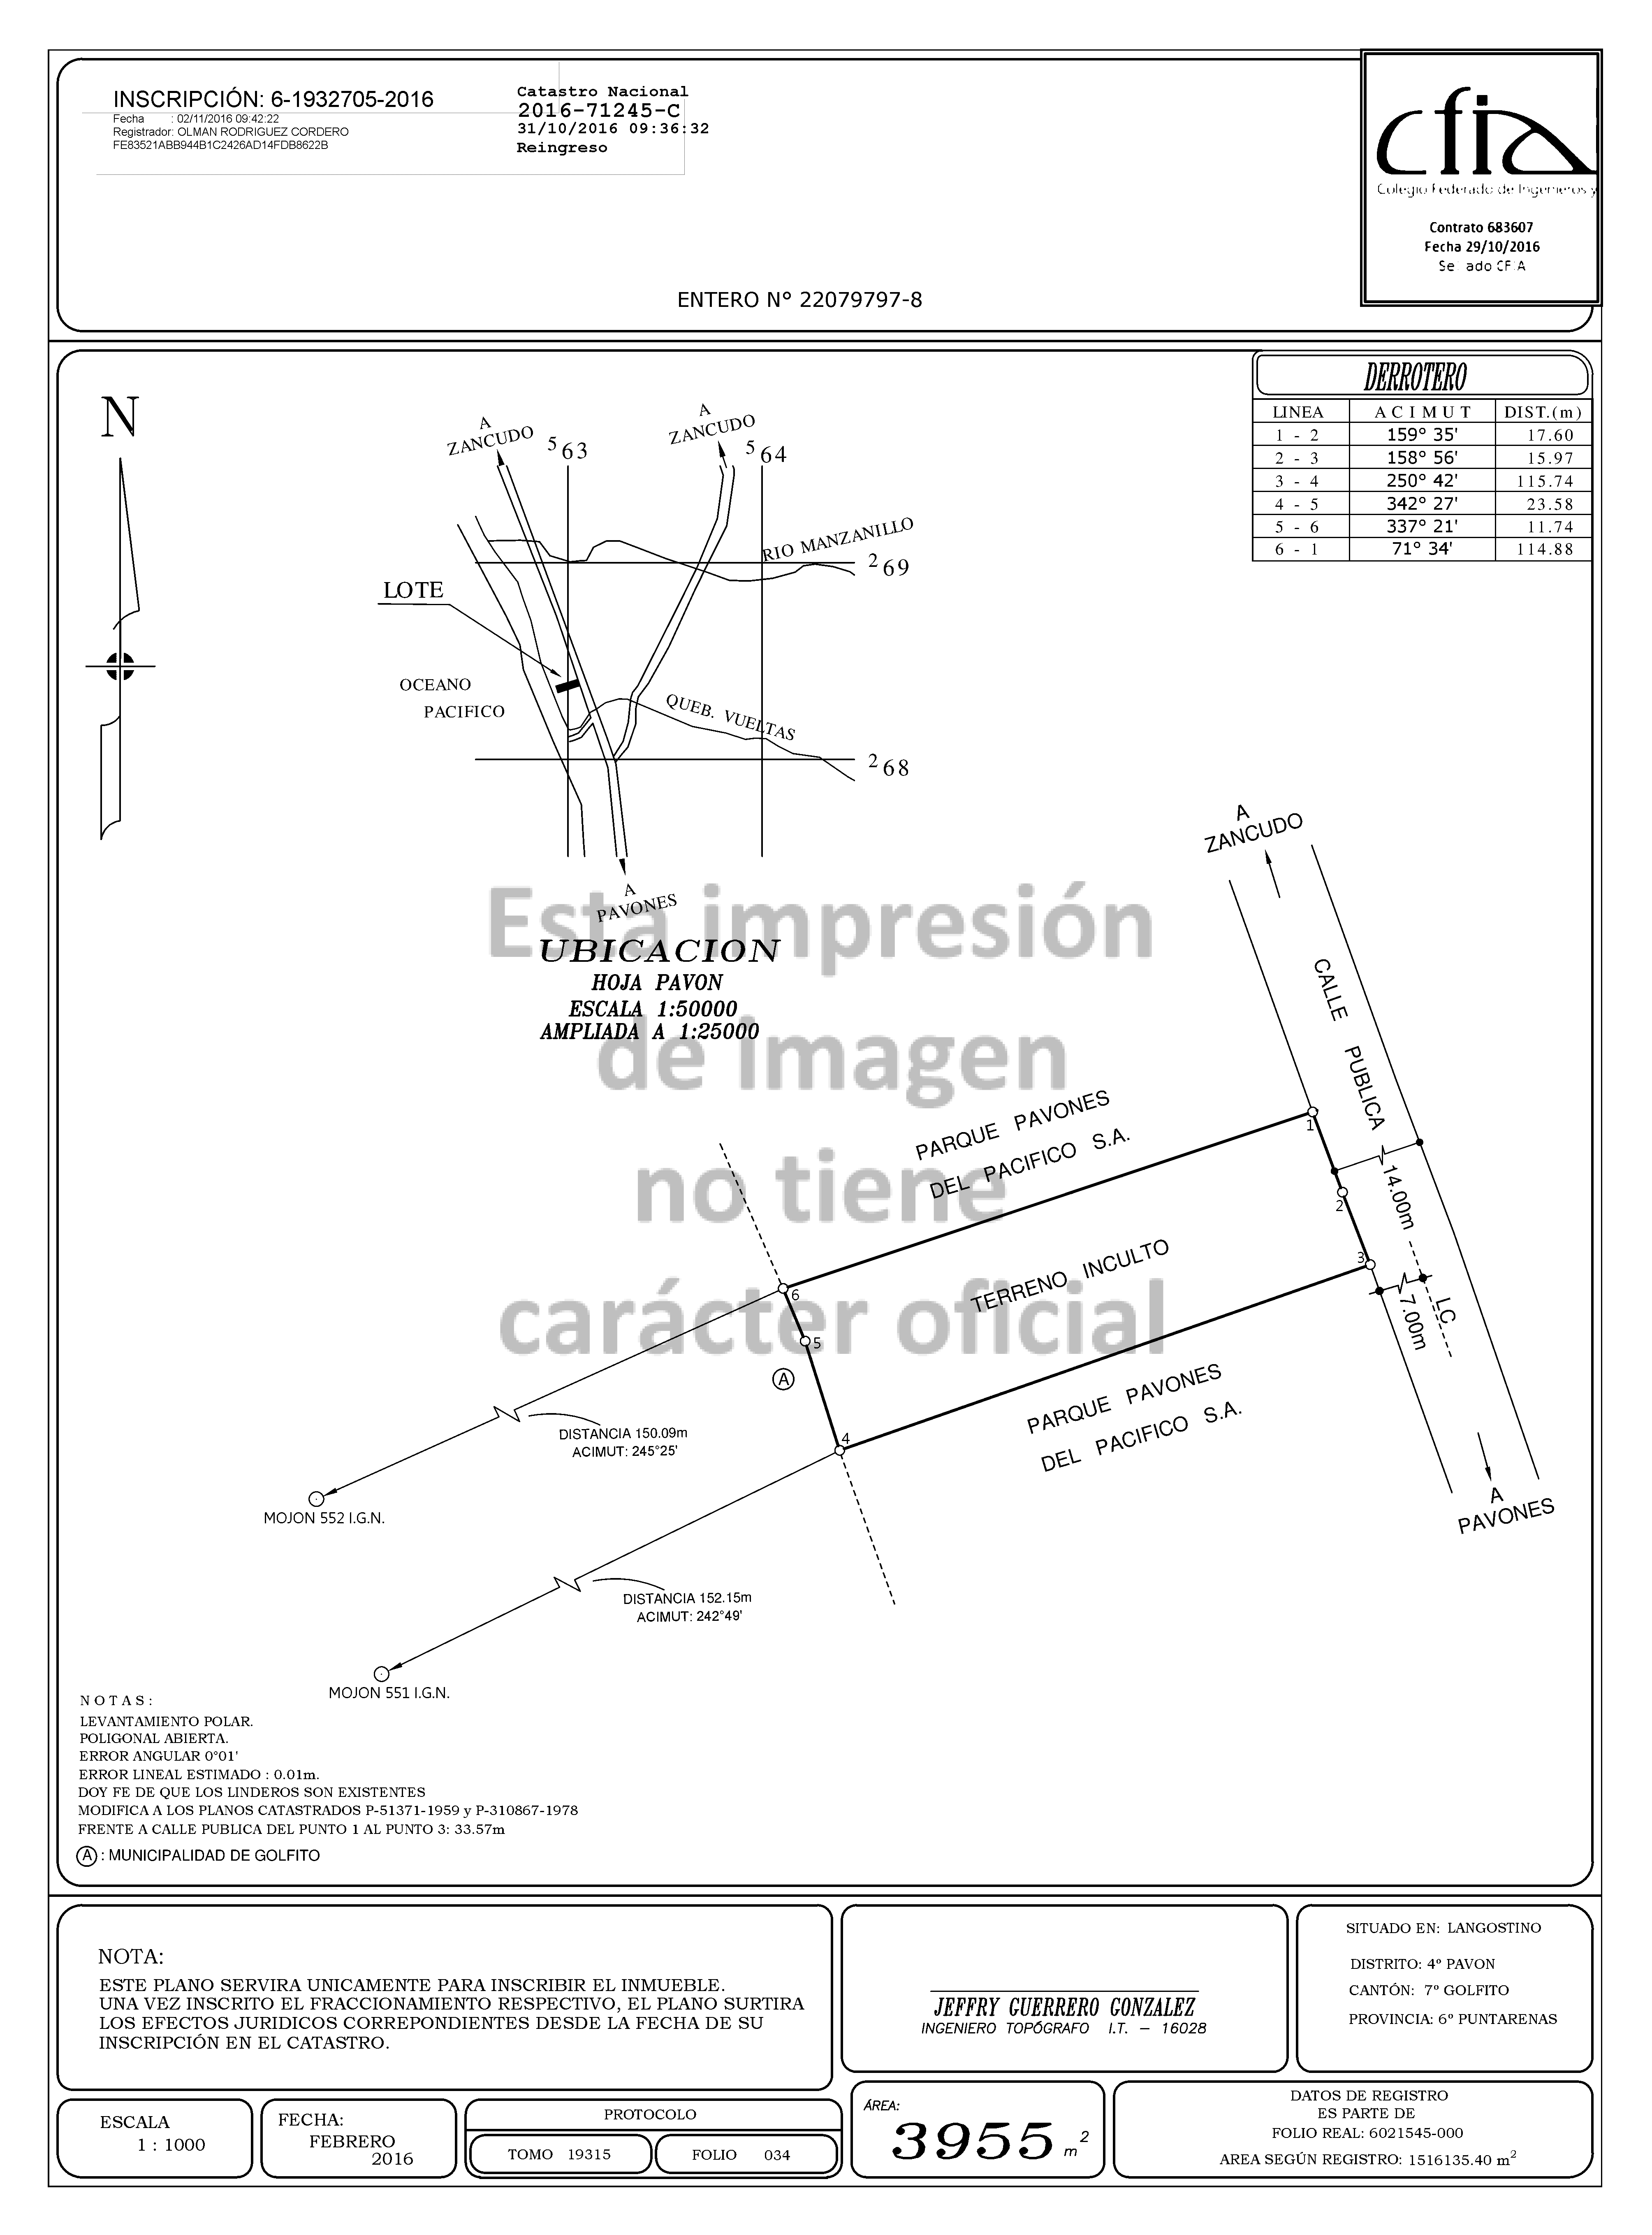 INSCRIPCIÓN: 6-1932705-2016
Fecha : 02/11/2016 09:42:22
Registrador: OLMAN RODRIGUEZ CORDERO
FE83521ABB944B1C2426AD14FDB8622B
Catastro Nacional
2016-71245-C
31/10/2016 09:36:32
Reingreso
ENTERO N° 22079797-8
cfia
Colegio Federado de Ingenieros y
Contrato 683607
Fecha 29/10/2016
Se ado CFIA
DERROTERO
LINEA ACIMUT DIST.(m)
1 - 2 159° 35' 17.60
2 - 3 158° 56' 15.97
3 - 4 250° 42' 115.74
4 - 5 342° 27' 23.58
5 - 6 337° 21' 11.74
6 - 1 71° 34' 114.88
N
A
ZANCUDO
5 63
A
ZANCUDO
5 64
RIO MANZANILLO
2 69
LOTE
OCEANO
PACIFICO
QUEB. VUELTAS
2 68
A
PAVONES
UBICACION
HOJA PAVON
ESCALA 1:50000
AMPLIADA A 1:25000
Esta impresión
de Imagen
no tiene
carácter oficial
A
ZANCUDO
CALLE PUBLICA
PARQUE PAVONES
DEL PACIFICO S.A.
1
2
3
14.00m
TERRENO INCULTO
LC
7.00m
6
5
A
4
PARQUE PAVONES
DEL PACIFICO S.A.
A
PAVONES
DISTANCIA 150.09m
ACIMUT: 245°25'
MOJON 552 I.G.N.
DISTANCIA 152.15m
ACIMUT: 242°49'
MOJON 551 I.G.N.
NOTAS:
LEVANTAMIENTO POLAR.
POLIGONAL ABIERTA.
ERROR ANGULAR 0°01'
ERROR LINEAL ESTIMADO : 0.01m.
DOY FE DE QUE LOS LINDEROS SON EXISTENTES
MODIFICA A LOS PLANOS CATASTRADOS P-51371-1959 y P-310867-1978
FRENTE A CALLE PUBLICA DEL PUNTO 1 AL PUNTO 3: 33.57m
A : MUNICIPALIDAD DE GOLFITO
NOTA:
ESTE PLANO SERVIRA UNICAMENTE PARA INSCRIBIR EL INMUEBLE.
UNA VEZ INSCRITO EL FRACCIONAMIENTO RESPECTIVO, EL PLANO SURTIRA
LOS EFECTOS JURIDICOS CORREPONDIENTES DESDE LA FECHA DE SU
INSCRIPCIÓN EN EL CATASTRO.
JEFFRY GUERRERO GONZALEZ
INGENIERO TOPÓGRAFO I.T. - 16028
SITUADO EN: LANGOSTINO
DISTRITO: 4° PAVON
CANTÓN: 7° GOLFITO
PROVINCIA: 6° PUNTARENAS
ESCALA
1 : 1000
FECHA:
FEBRERO
2016
PROTOCOLO
TOMO 19315
FOLIO 034
ÁREA:
3955 m2
DATOS DE REGISTRO
ES PARTE DE
FOLIO REAL: 6021545-000
AREA SEGÚN REGISTRO: 1516135.40 m2